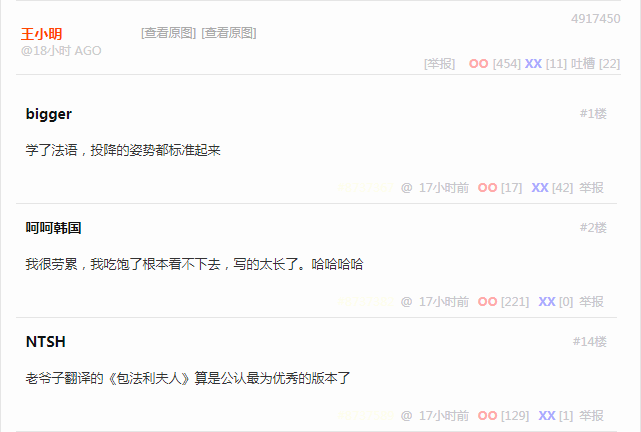 4917450
王小明 [查看原图] [查看原图]
@18小时 AGO
[举报] OO [454] XX [11] 吐槽 [22]
bigger #1楼
学了法语，投降的姿势都标准起来
@ 17小时前 OO [17] XX [42] 举报
呵呵韩国 #2楼
我很劳累，我吃饱了根本看不下去，写的太长了。哈哈哈哈
@ 17小时前 OO [221] XX [0] 举报
NTSH #14楼
老爷子翻译的《包法利夫人》算是公认最为优秀的版本了
@ 17小时前 OO [129] XX [1] 举报